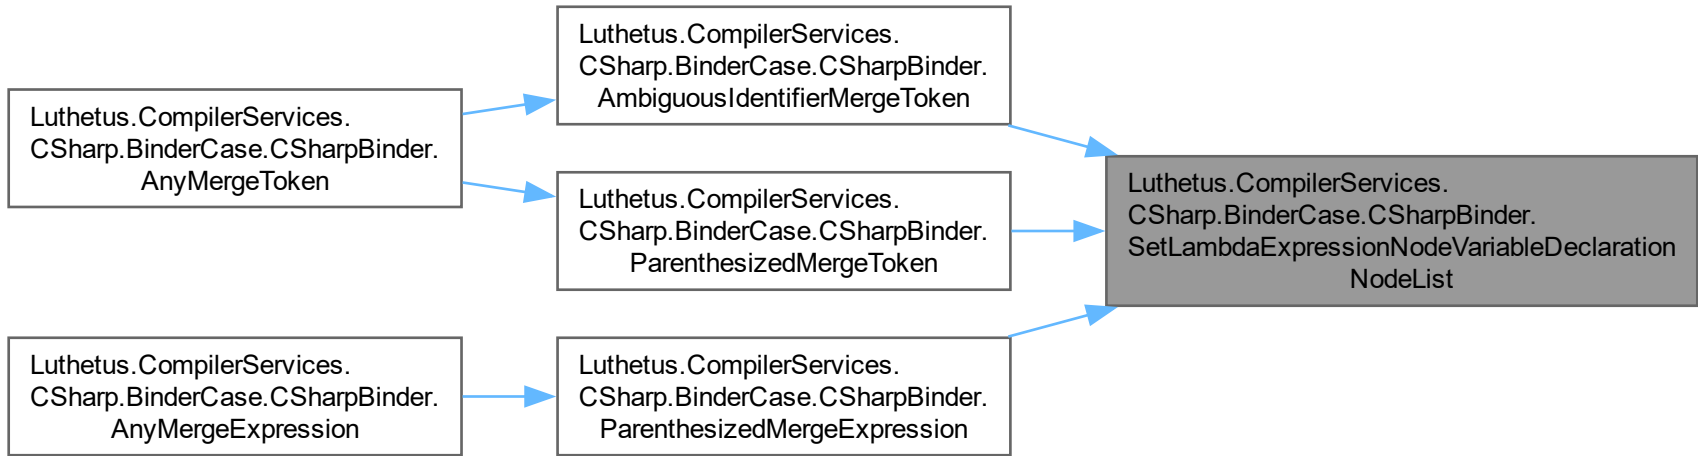 Luthetus.CompilerServices.
CSharp.BinderCase.CSharpBinder.
AnyMergeToken
Luthetus.CompilerServices.
CSharp.BinderCase.CSharpBinder.
AnyMergeExpression
Luthetus.CompilerServices.
CSharp.BinderCase.CSharpBinder.
AmbiguousIdentifierMergeToken
Luthetus.CompilerServices.
CSharp.BinderCase.CSharpBinder.
ParenthesizedMergeToken
Luthetus.CompilerServices.
CSharp.BinderCase.CSharpBinder.
ParenthesizedMergeExpression
Luthetus.CompilerServices.
CSharp.BinderCase.CSharpBinder.
SetLambdaExpressionNodeVariableDeclaration
NodeList